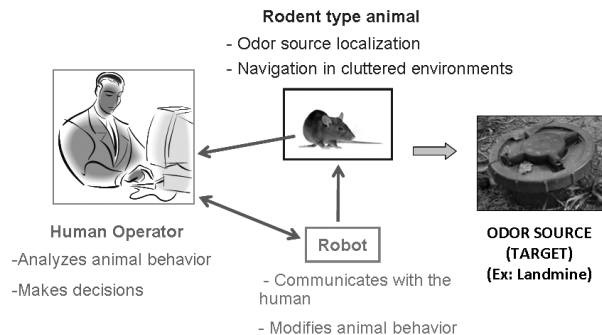 Rodent type animal
- Odor source localization
- Navigation in cluttered environments
Human Operator
-Analyzes animal behavior
-Makes decisions
Robot
- Communicates with the
human
- Modifies animal behavior
ODOR SOURCE
(TARGET)
(Ex: Landmine)